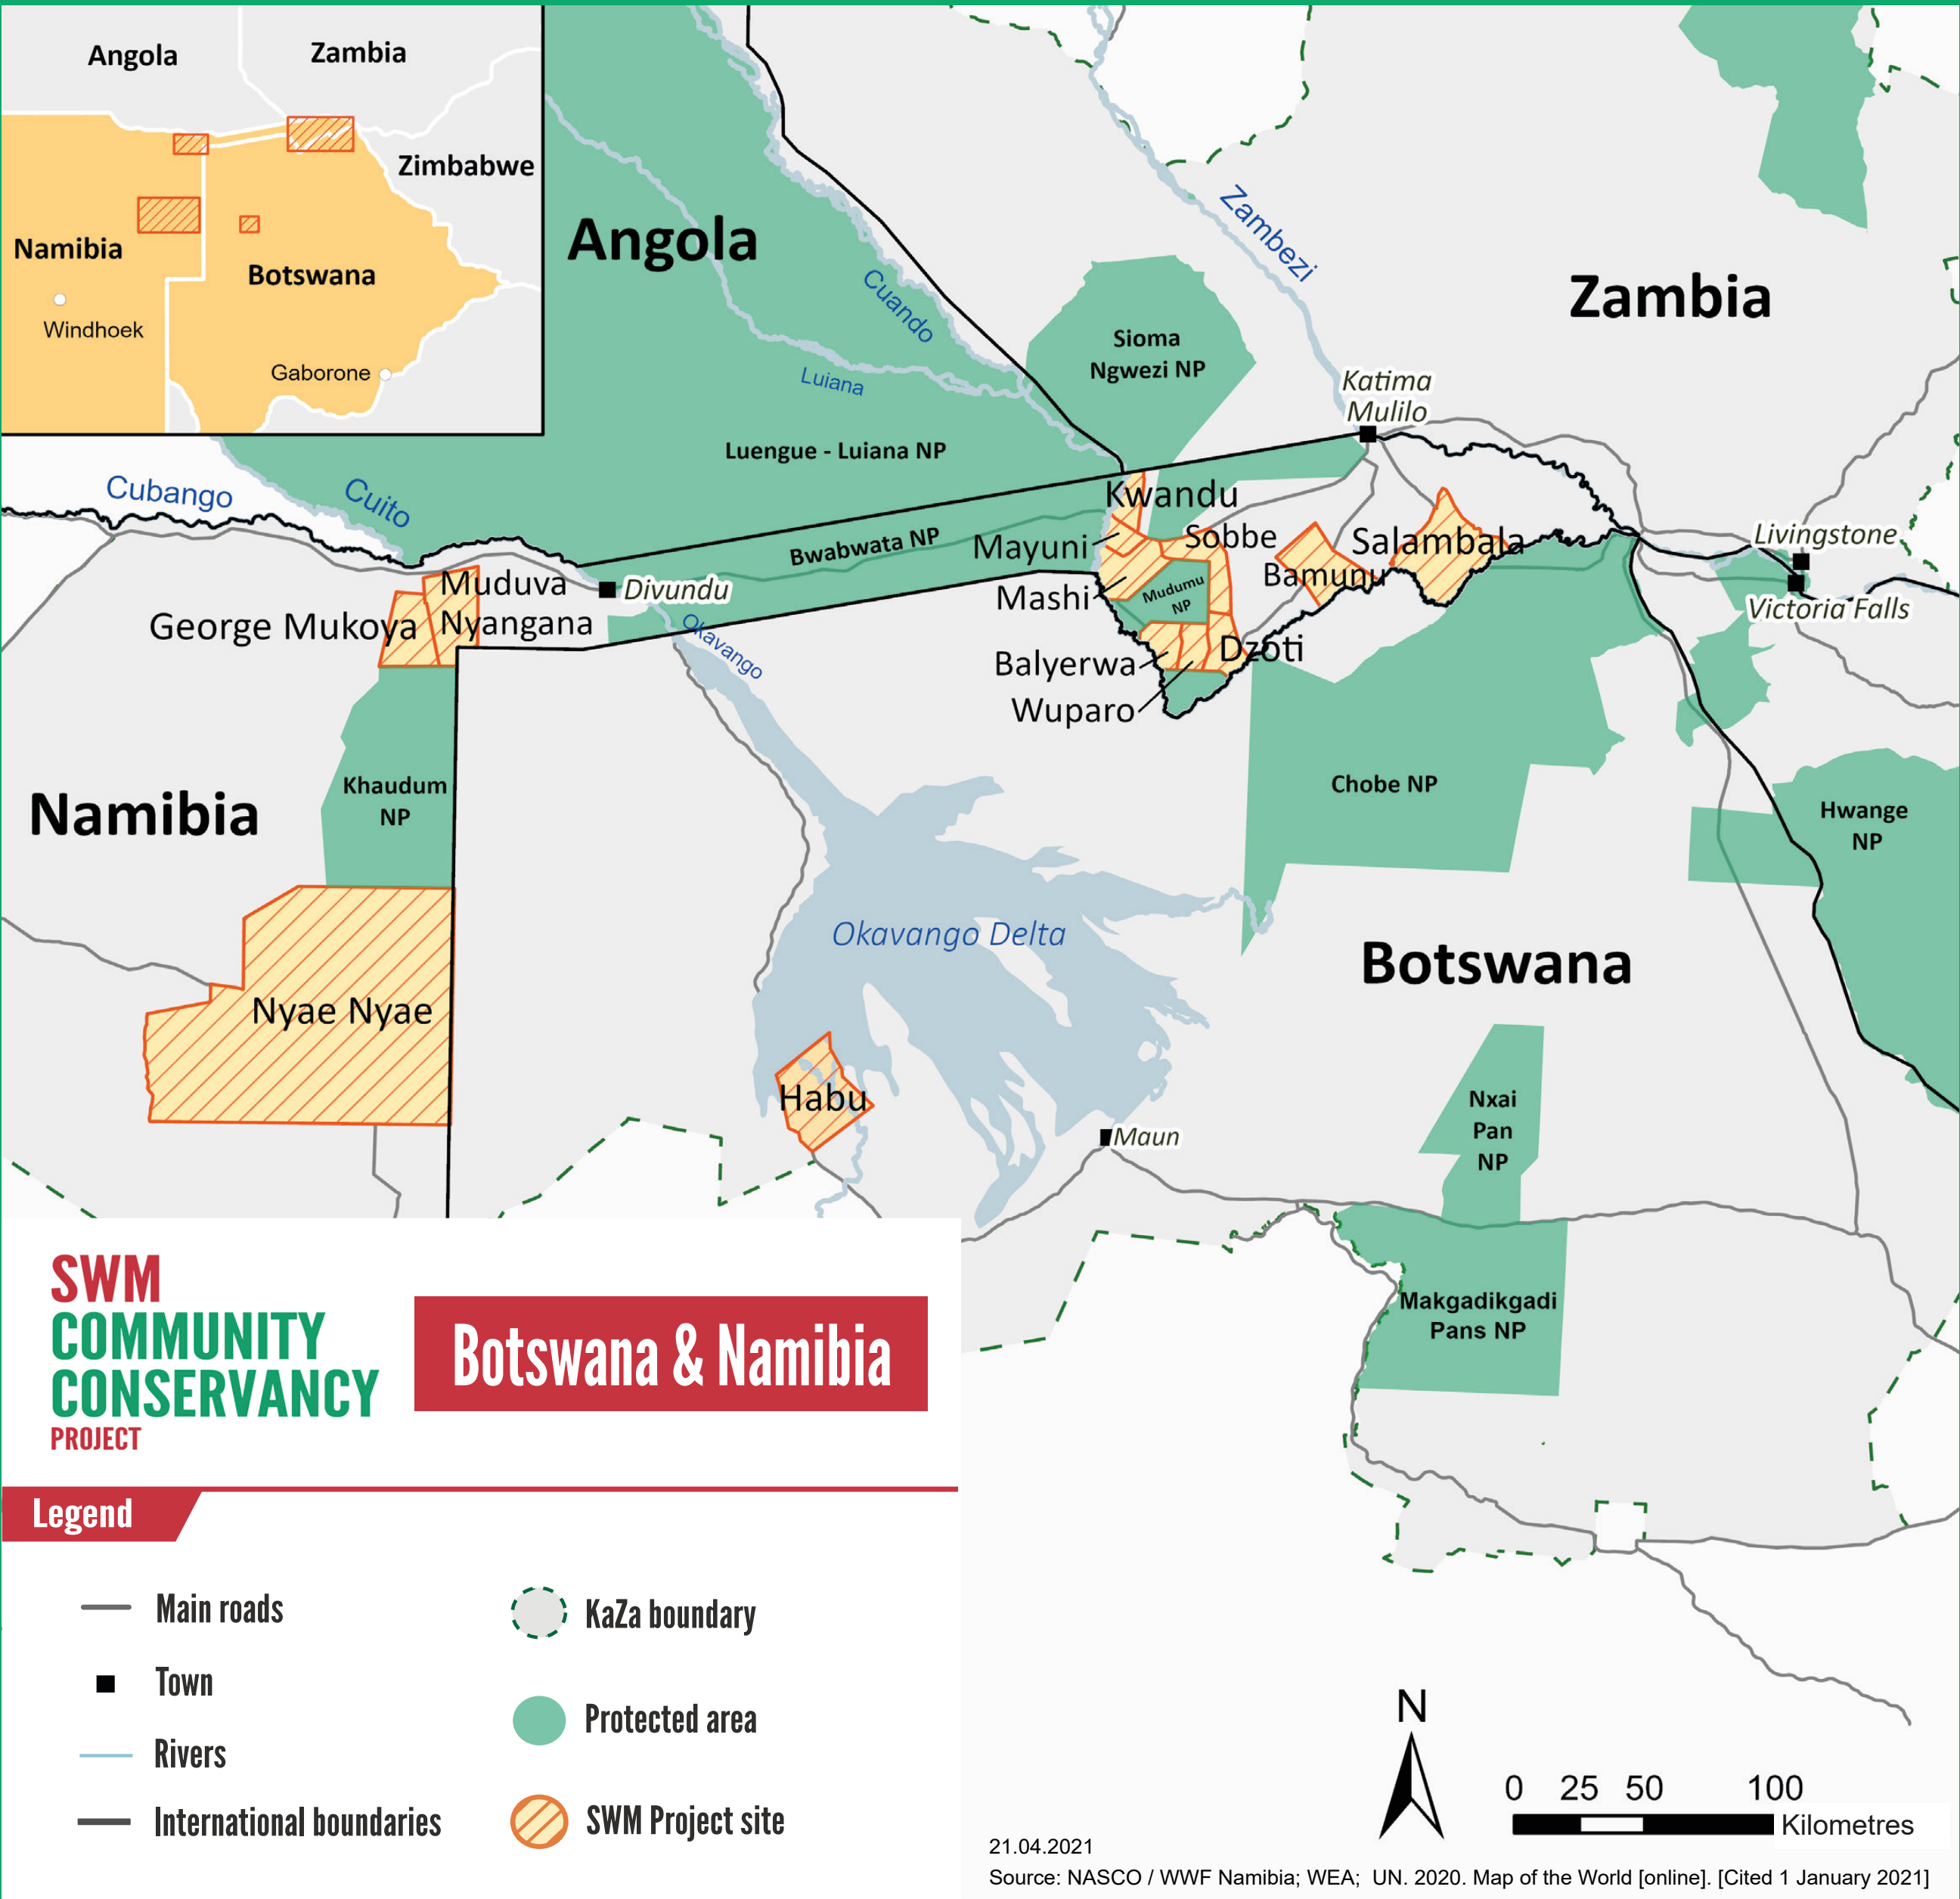 Angola
Zambia
Zimbabwe
Namibia
Botswana
Windhoek
Gaborone
Angola
Zambia
Zambezi
Cuando
Luiana
Sioma
Ngwezi NP
Katima
Mulilo
Luengue - Luiana NP
Cubango
Cuito
Kwandu
Bwabwata NP
Mayuni
Sobbe
Salambala
Livingstone
Bamunu
Muduva
Nyangana
Divundu
Mashi
Mudumu
NP
Victoria Falls
George Mukoya
Okavango
Dzoti
Balyerwa
Wuparo
Khaudum
NP
Namibia
Chobe NP
Hwange
NP
Okavango Delta
Botswana
Nyae Nyae
Habu
Maun
Nxai
Pan
NP
Makgadikgadi
Pans NP
SWM
COMMUNITY
CONSERVANCY
PROJECT
Botswana & Namibia
Legend
Main roads
Town
Rivers
International boundaries
KaZa boundary
Protected area
SWM Project site
N
0 25 50 100
Kilometres
21.04.2021
Source: NASCO / WWF Namibia; WEA; UN. 2020. Map of the World [online]. [Cited 1 January 2021]